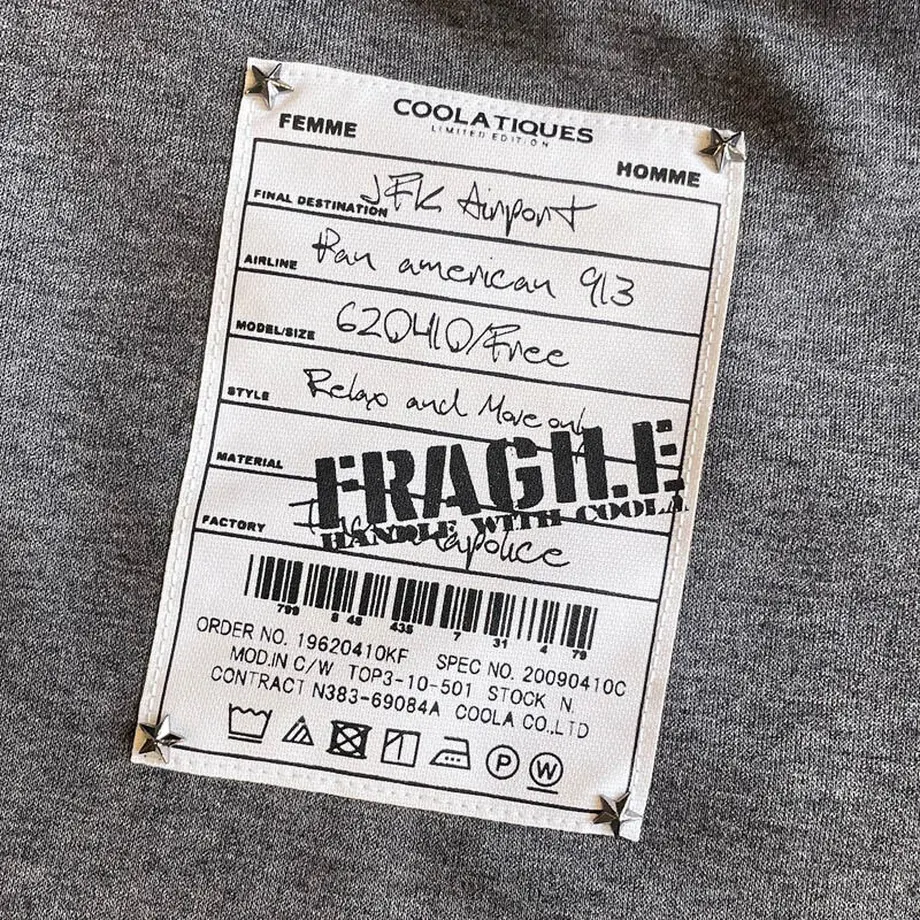 COOLATIQUES
LIMITED EDITION
FEMME
HOMME
FINAL DESTINATION JFK Airport
AIRLINE Pan american 913
MODEL/SIZE 620410/Free
STYLE Relax and Move only
MATERIAL
FRAGILE
HANDLE WITH COOLA
FACTORY
799 8 48 435 7 31 4 79
ORDER NO. 19620410KF SPEC NO. 20090410C
MOD.IN C/W TOP3-10-501 STOCK N.
CONTRACT N383-69084A COOLA CO.,LTD
P
W